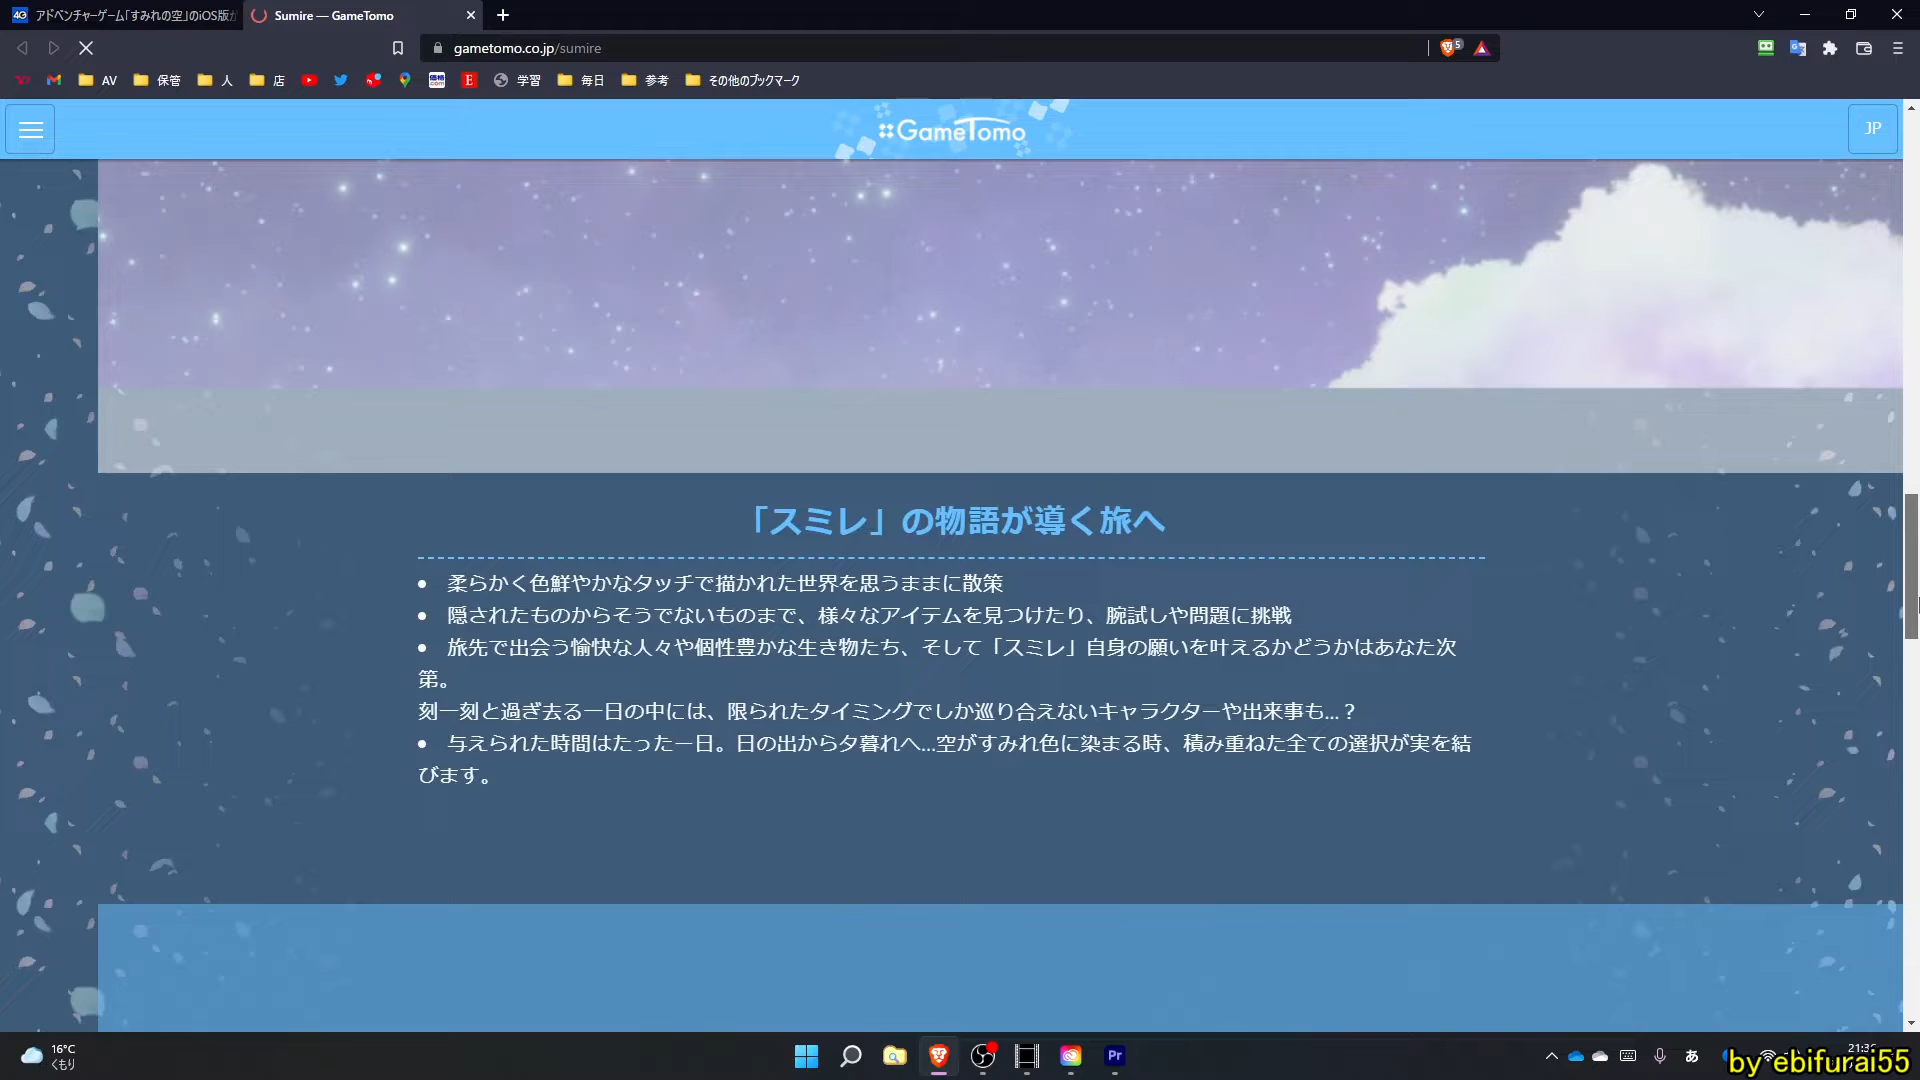 アドベンチャーゲーム「すみれの空」のiOS版が
Sumire — GameTomo
gametomo.co.jp/sumire
5
AV
保管
人
店
学習
毎日
参考
その他のブックマーク
GameTomo
JP
「スミレ」の物語が導く旅へ
柔らかく色鮮やかなタッチで描かれた世界を思うままに散策
隠されたものからそうでないものまで、様々なアイテムを見つけたり、腕試しや問題に挑戦
旅先で出会う愉快な人々や個性豊かな生き物たち、そして「スミレ」自身の願いを叶えるかどうかはあなた次
第。
刻一刻と過ぎ去る一日の中には、限られたタイミングでしか巡り合えないキャラクターや出来事も...？
与えられた時間はたった一日。日の出から夕暮れへ...空がすみれ色に染まる時、積み重ねた全ての選択が実を結
びます。
16°C
くもり
Pr
あ
by ebifurai55